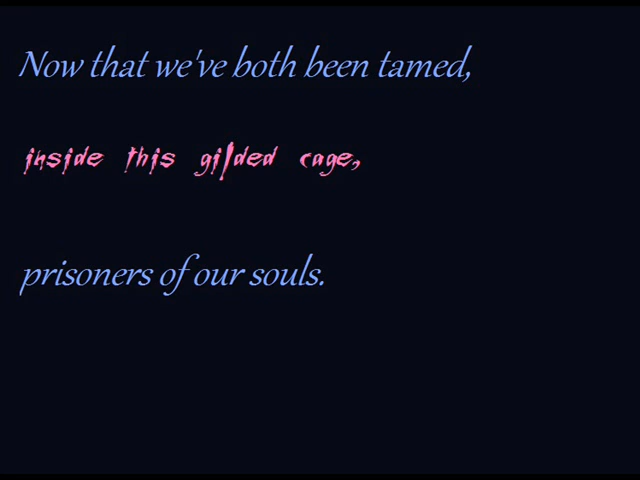 Now that we've both been tamed,
inside this gilded cage,
prisoners of our souls.